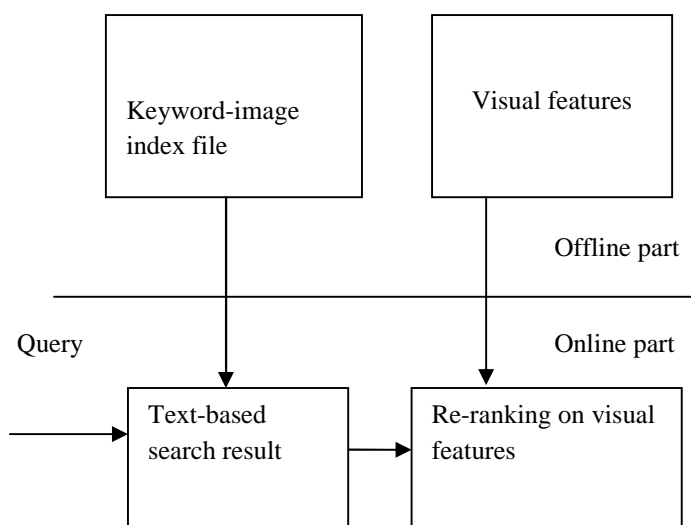 Keyword-image
index file
Visual features
Offline part
Query
Online part
Text-based
search result
Re-ranking on visual
features